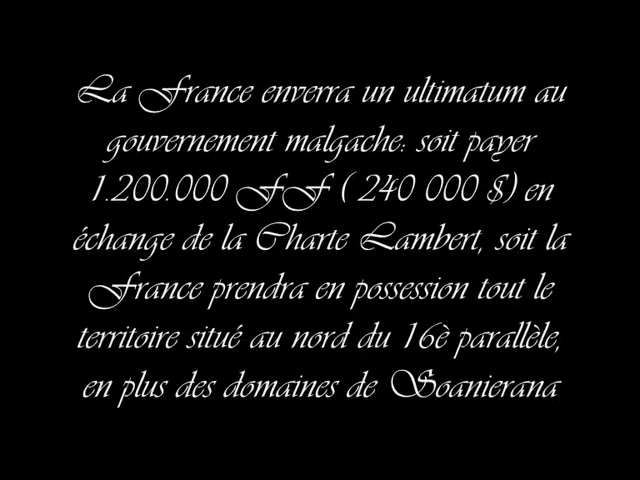 La France enverra un ultimatum au
gouvernement malgache: soit payer
1.200.000 FF ( 240 000 $) en
échange de la Charte Lambert, soit la
France prendra en possession tout le
territoire situé au nord du 16è parallèle,
en plus des domaines de Soanierana